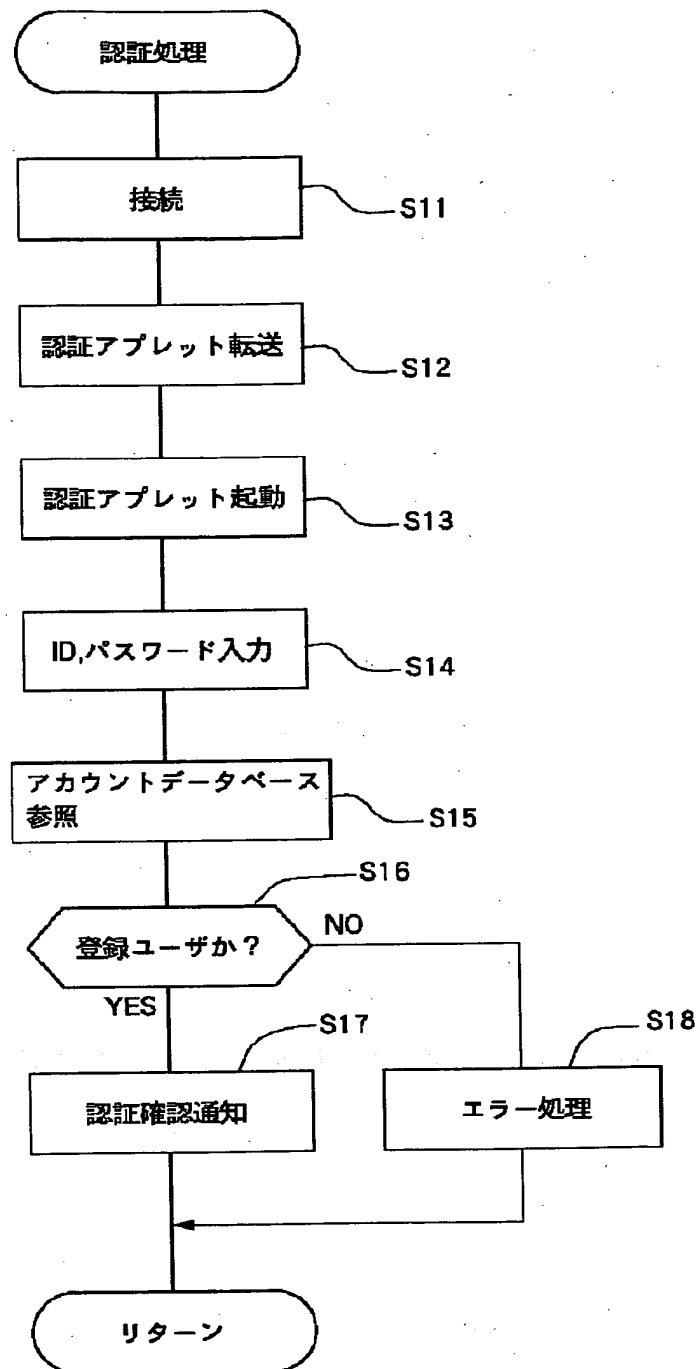 認証処理
接続
S11
認証アプレット転送
S12
認証アプレット起動
S13
ID,パスワード入力
S14
アカウントデータベース
参照
S15
S16
登録ユーザか？
NO
YES
S17
認証確認通知
S18
エラー処理
リターン